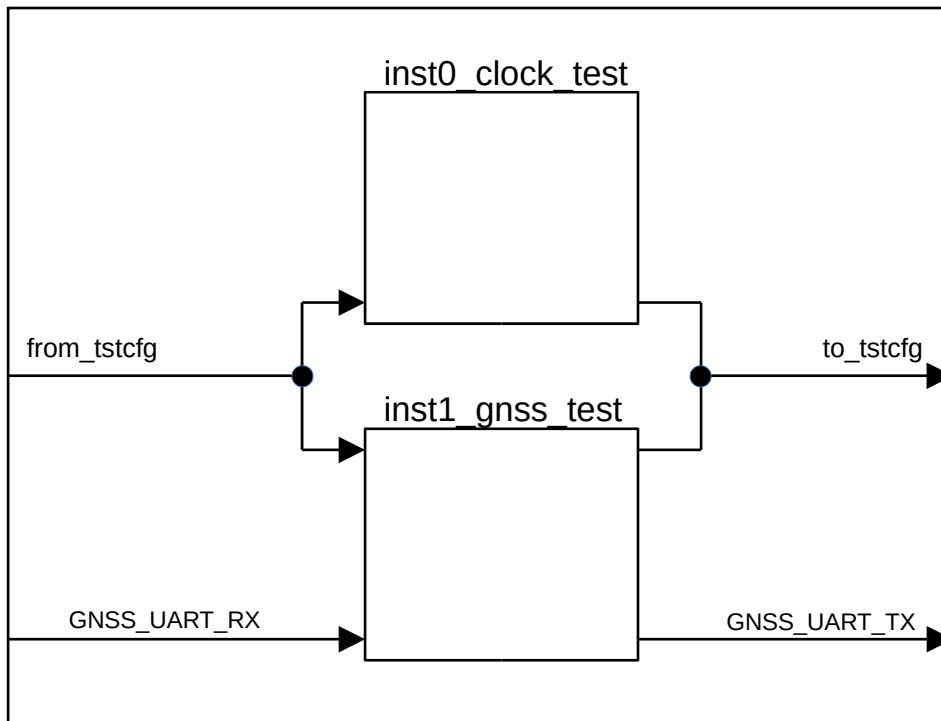 inst0_clock_test
from_tstcfg
to_tstcfg
inst1_gnss_test
GNSS_UART_RX
GNSS_UART_TX